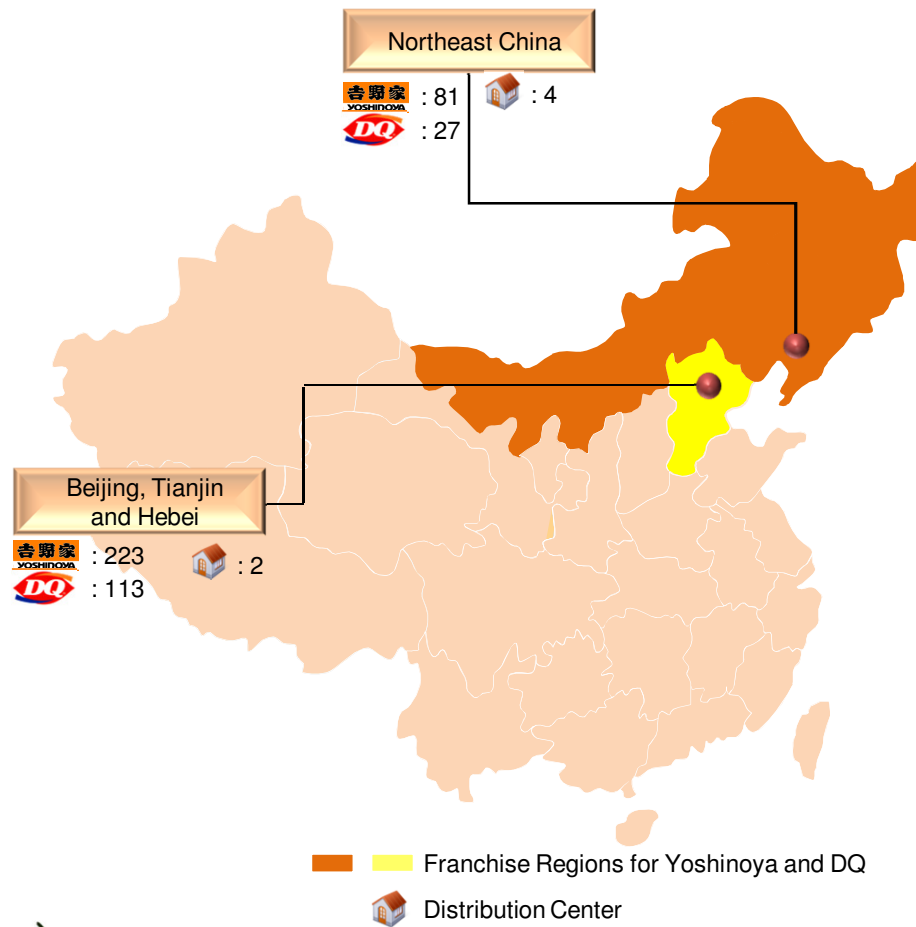 Northeast China
吉野家
YOSHINOYA
: 81
: 4
DQ
: 27
Beijing, Tianjin
and Hebei
吉野家
YOSHINOYA
: 223
: 2
DQ
: 113
Franchise Regions for Yoshinoya and DQ
Distribution Center